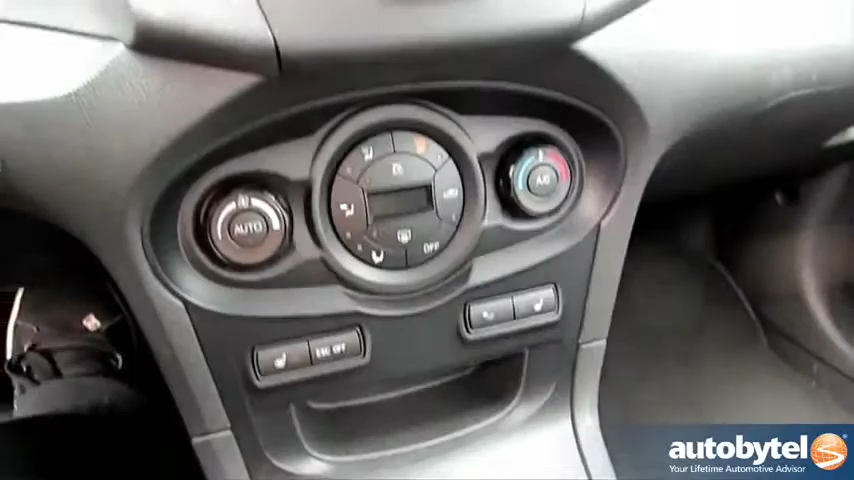 AUTO
A/C
OFF
ESC OFF
autobytel
Your Lifetime Automotive Advisor